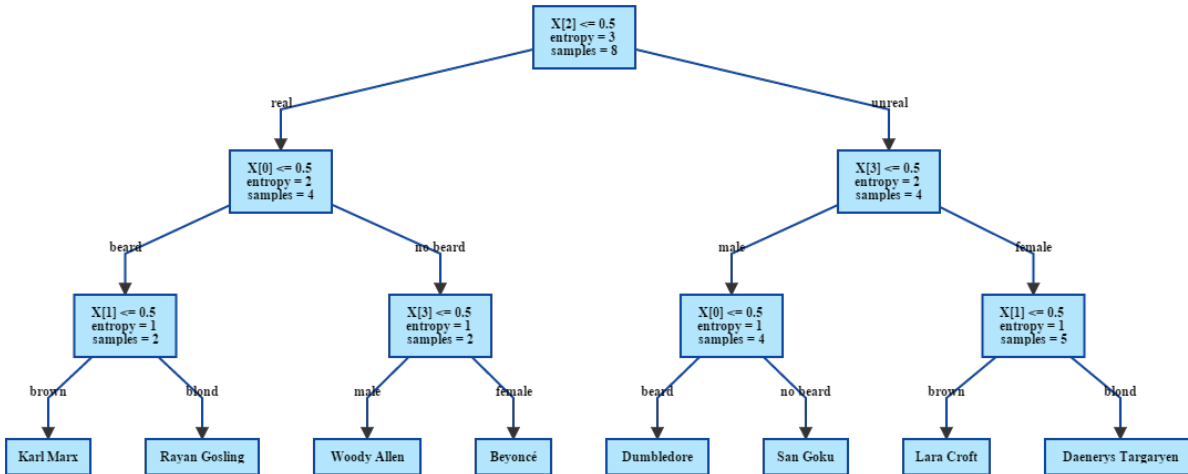 X[2] <= 0.5
entropy = 3
samples = 8
real
unreal
X[0] <= 0.5
entropy = 2
samples = 4
X[3] <= 0.5
entropy = 2
samples = 4
beard
no beard
male
female
X[1] <= 0.5
entropy = 1
samples = 2
X[3] <= 0.5
entropy = 1
samples = 2
X[0] <= 0.5
entropy = 1
samples = 4
X[1] <= 0.5
entropy = 1
samples = 5
brown
blond
male
female
beard
no beard
brown
blond
Karl Marx
Rayan Gosling
Woody Allen
Beyoncé
Dumbledore
San Goku
Lara Croft
Daenerys Targaryen